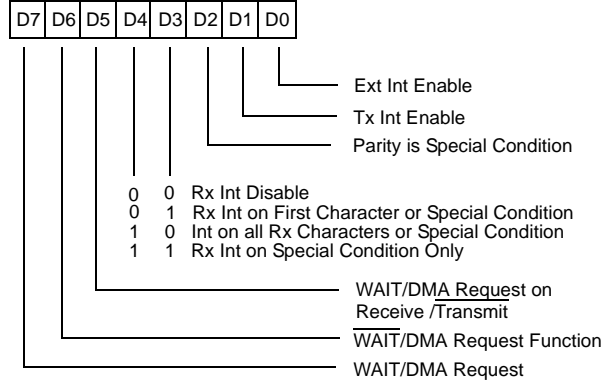 D7 D6 D5 D4 D3 D2 D1 D0
Ext Int Enable
Tx Int Enable
Parity is Special Condition
0 0 Rx Int Disable
0 1 Rx Int on First Character or Special Condition
1 0 Int on all Rx Characters or Special Condition
1 1 Rx Int on Special Condition Only
WAIT/DMA Request on
Receive /Transmit
WAIT/DMA Request Function
WAIT/DMA Request